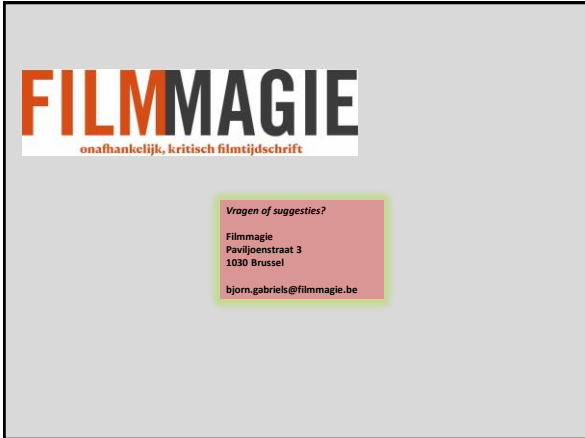 FILMMAGIE
onafhankelijk, kritisch filmtijdschrift
Vragen of suggesties?
Filmmagie
Paviljoenstraat 3
1030 Brussel
bjorn.gabriels@filmmagie.be